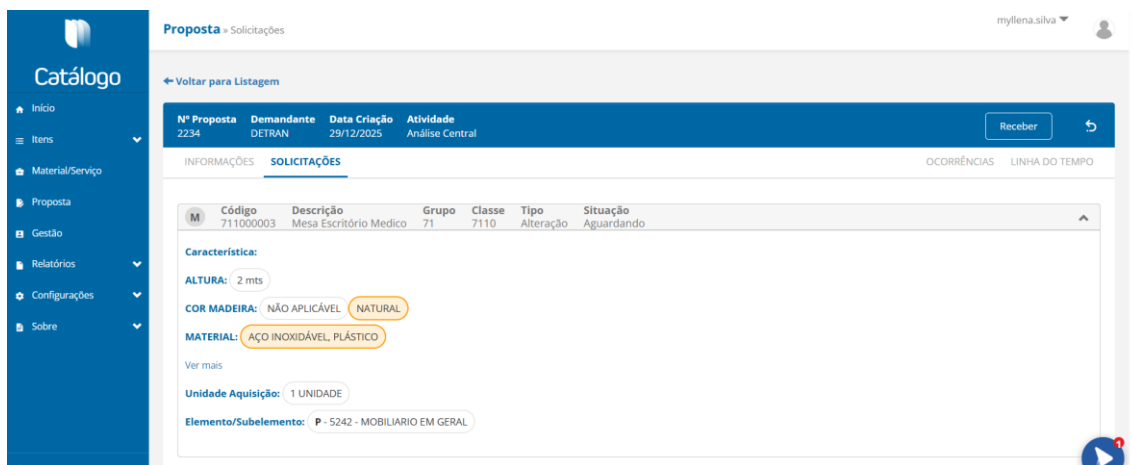 myllena.silva
Proposta » Solicitações
Catálogo
Voltar para Listagem
Início
Itens
Material/Serviço
Proposta
Gestão
Relatórios
Configurações
Sobre
Nº Proposta Demandante Data Criação Atividade
2234 DETRAN 29/12/2025 Análise Central
Receber
INFORMAÇÕES SOLICITAÇÕES OCORRÊNCIAS LINHA DO TEMPO
M
Código Descrição Grupo Classe Tipo Situação
711000003 Mesa Escritório Medico 71 7110 Alteração Aguardando
Característica:
ALTURA: 2 mts
COR MADEIRA: NÃO APLICÁVEL NATURAL
MATERIAL: AÇO INOXIDÁVEL, PLÁSTICO
Ver mais
Unidade Aquisição: 1 UNIDADE
Elemento/Subelemento: P - 5242 - MOBILIARIO EM GERAL
1